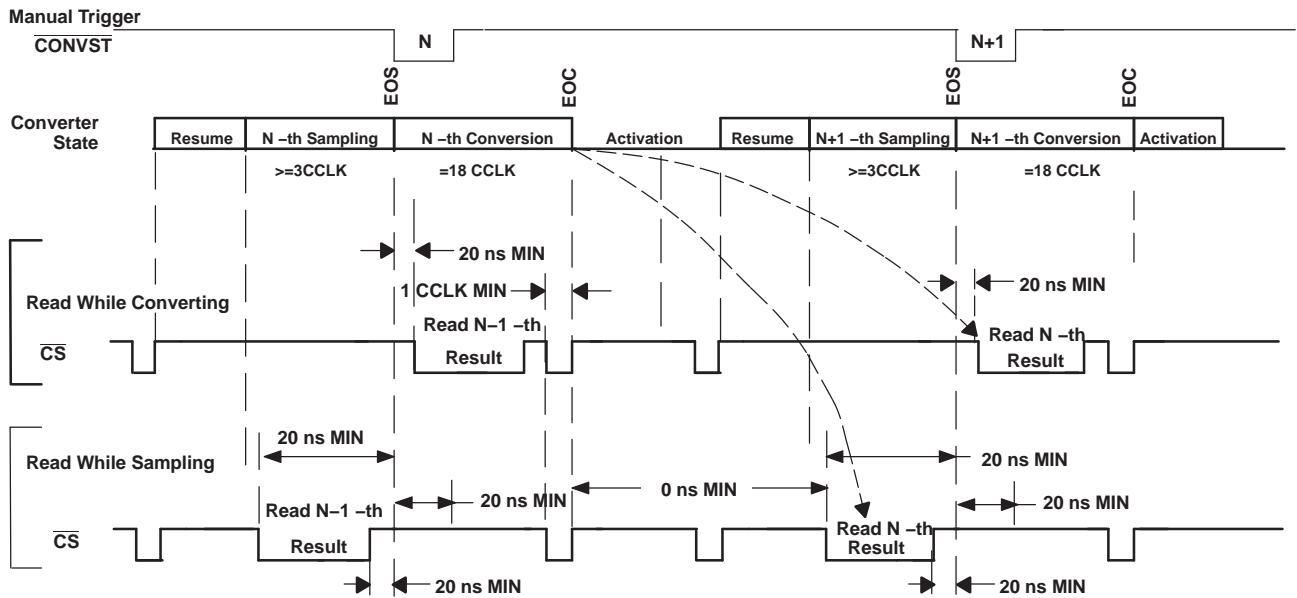 Manual Trigger
CONVST
N
N+1
EOS
EOC
EOS
EOC
Converter
State
Resume
N –th Sampling
N –th Conversion
Activation
Resume
N+1 –th Sampling
N+1 –th Conversion
Activation
>=3CCLK
=18 CCLK
>=3CCLK
=18 CCLK
20 ns MIN
20 ns MIN
1 CCLK MIN
Read While Converting
CS
Read N–1 –th
Result
Read N –th
Result
20 ns MIN
Read While Sampling
20 ns MIN
20 ns MIN
0 ns MIN
20 ns MIN
CS
Read N–1 –th
Result
Read N –th
Result
20 ns MIN
20 ns MIN